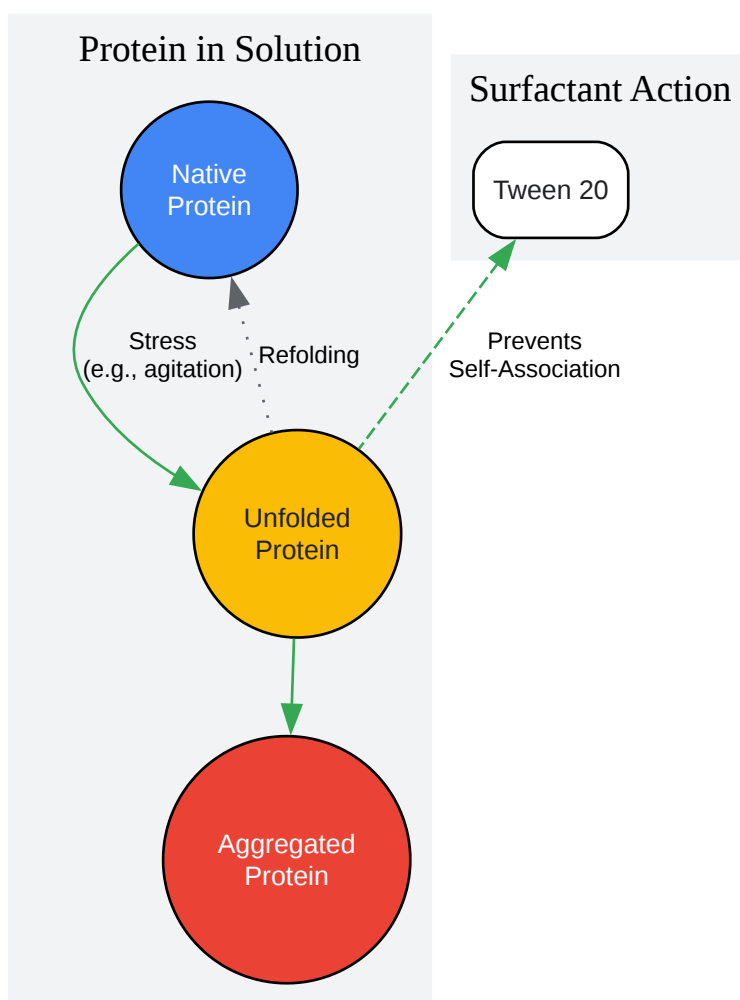 Protein in Solution
Surfactant Action
Native
Protein
Tween 20
Stress
(e.g., agitation)
Refolding
Prevents
Self-Association
Unfolded
Protein
Aggregated
Protein